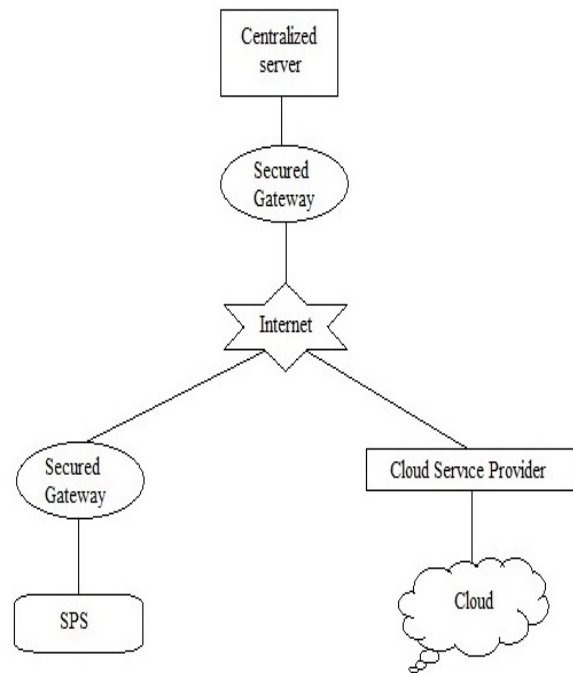 Centralized
server
Secured
Gateway
Internet
Secured
Gateway
Cloud Service Provider
SPS
Cloud